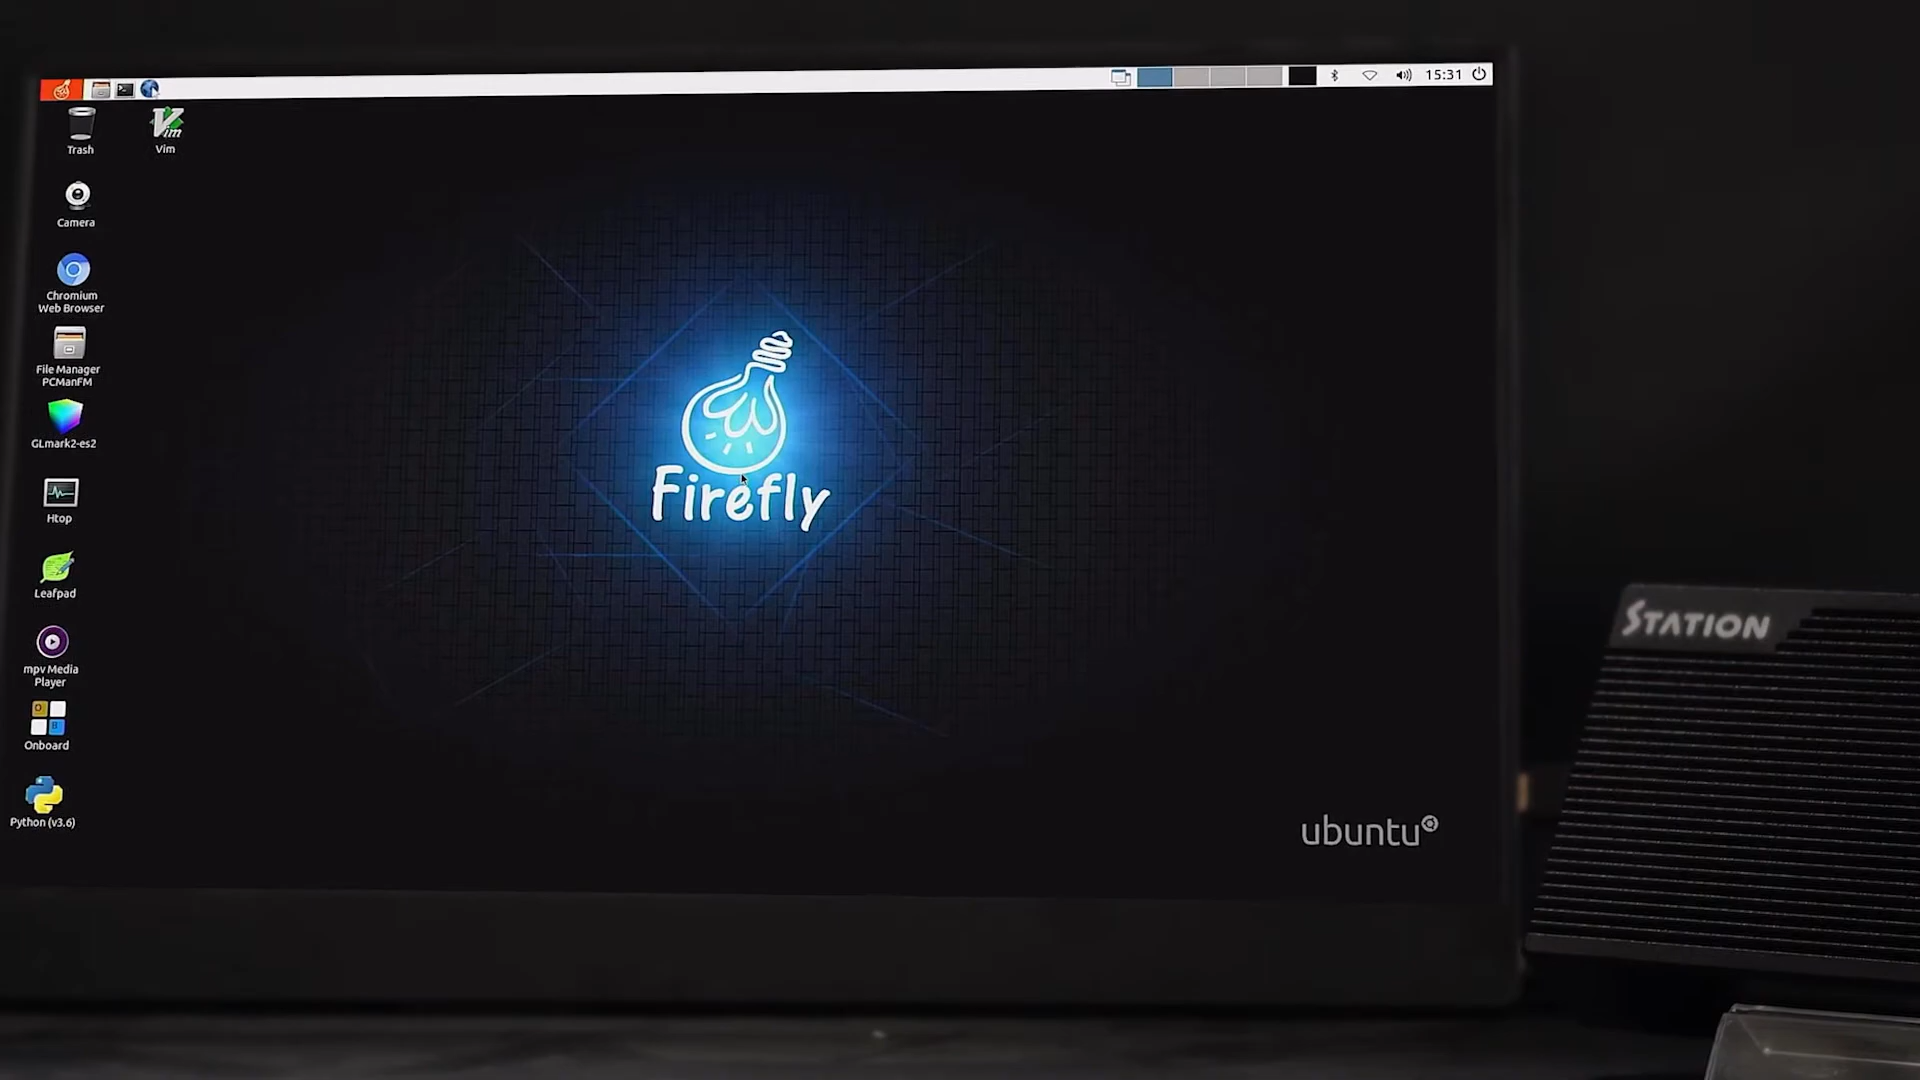 15:31
Trash
Vim
Vim
Camera
Chromium
Web Browser
File Manager
PCManFM
GLmark2-es2
Htop
Leafpad
mpv Media
Player
O
B
Onboard
Python (v3.6)
Firefly
ubuntu
STATION